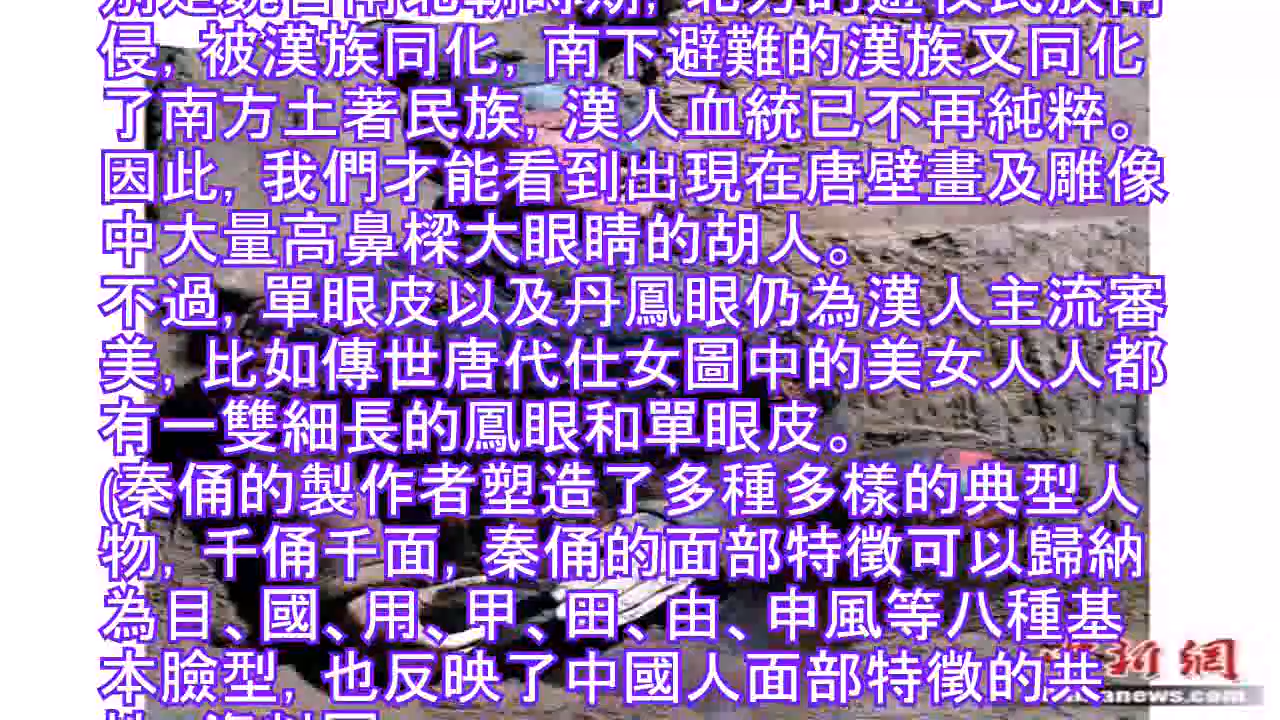 侵, 被漢族同化, 南下避難的漢族又同化
了南方土著民族, 漢人血統已不再純粹。
因此, 我們才能看到出現在唐壁畫及雕像
中大量高鼻樑大眼睛的胡人。
不過, 單眼皮以及丹鳳眼仍為漢人主流審
美, 比如傳世唐代仕女圖中的美女人人都
有一雙細長的鳳眼和單眼皮。
(秦俑的製作者塑造了多種多樣的典型人
物, 千俑千面, 秦俑的面部特徵可以歸納
為日、國、用、甲、田、由、申風等八種基
本臉型, 也反映了中國人面部特徵的共
新網
anews.com